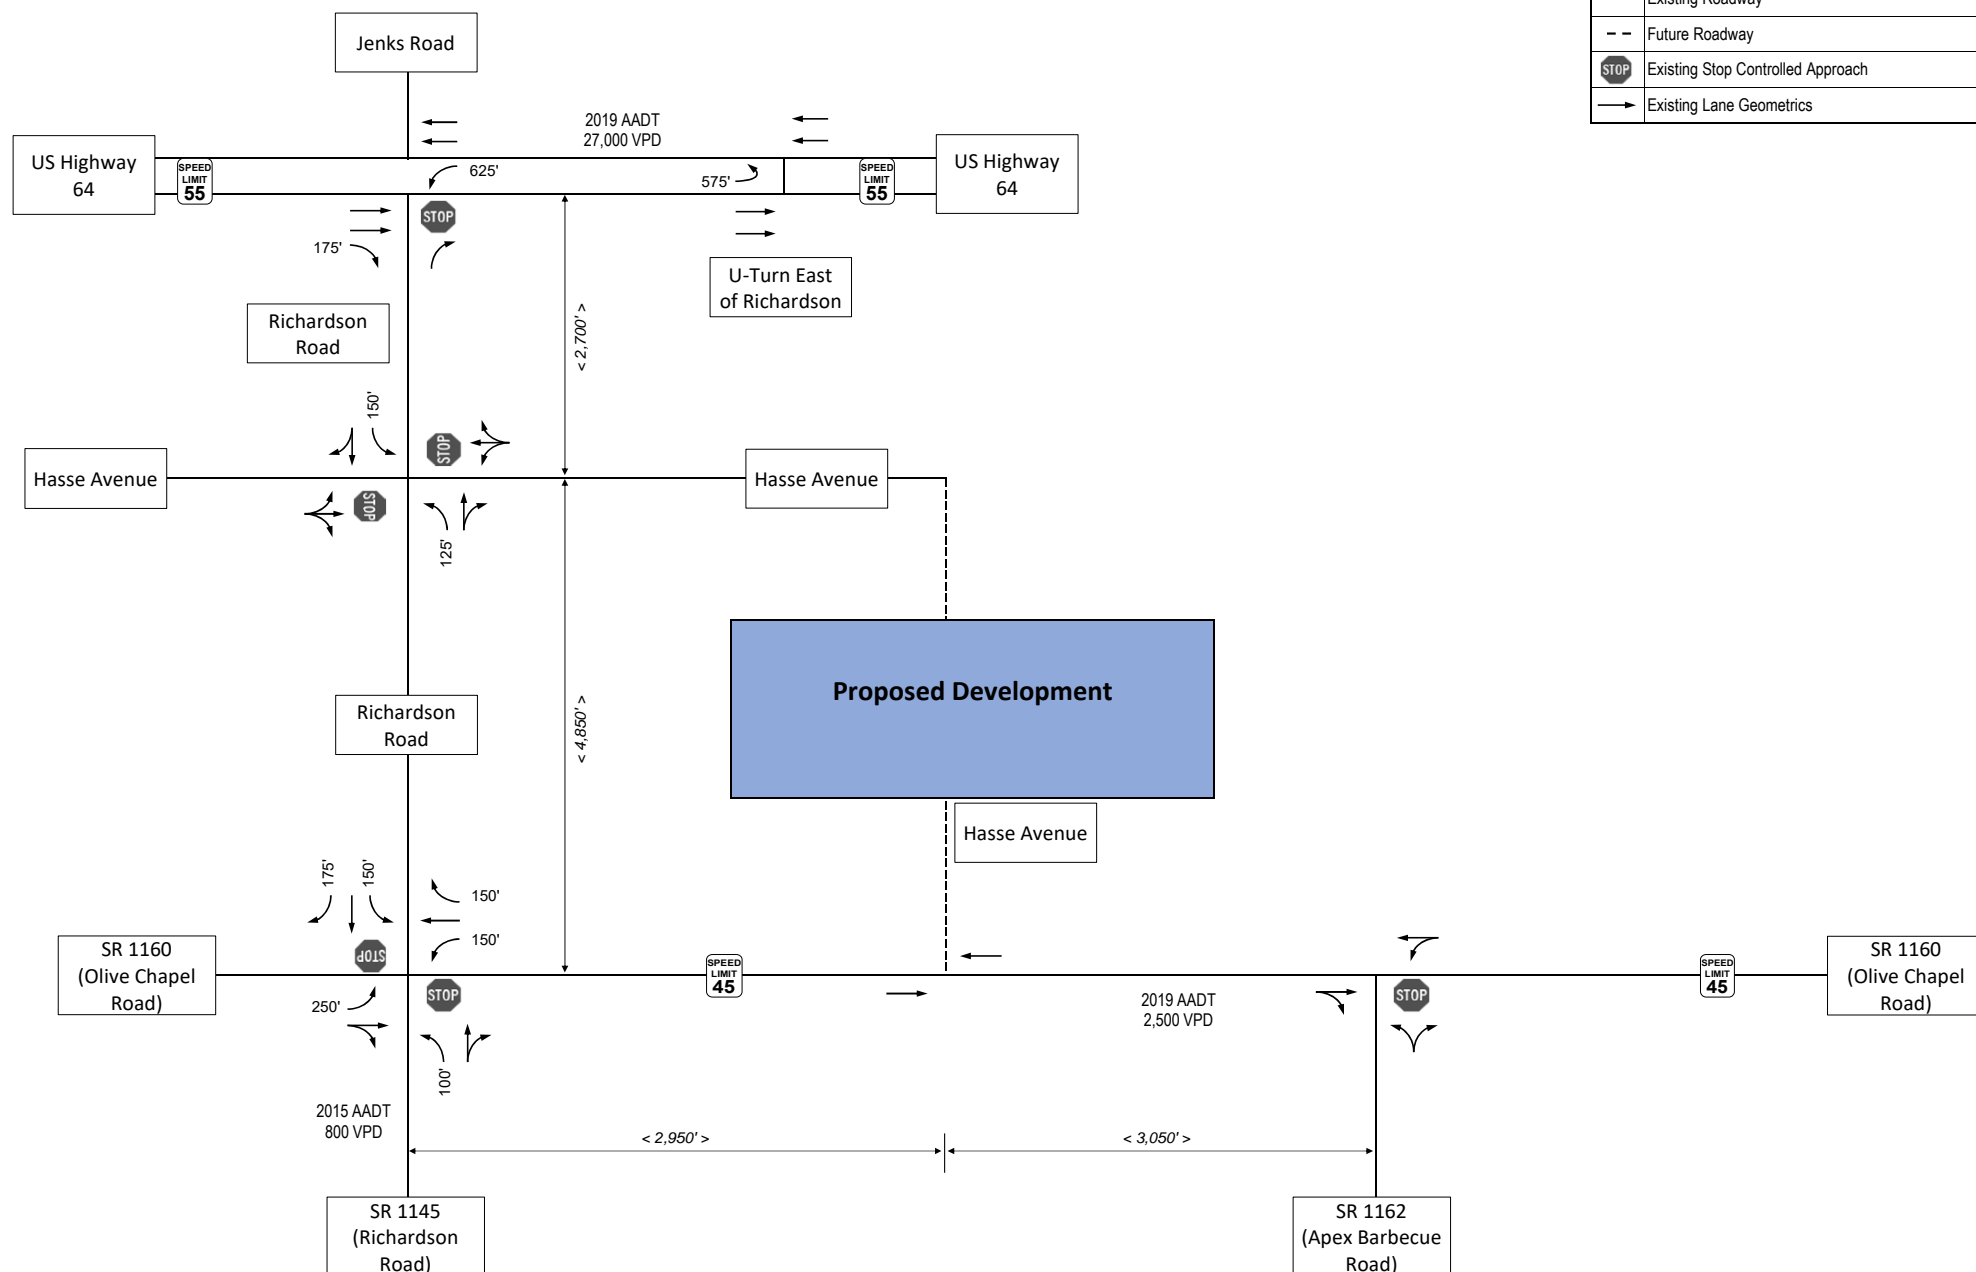 Existing Roadway
Future Roadway
STOP
Existing Stop Controlled Approach
Existing Lane Geometrics
Jenks Road
2019 AADT
27,000 VPD
US Highway
64
SPEED
LIMIT
55
625'
575'
SPEED
LIMIT
55
US Highway
64
STOP
175'
U-Turn East
of Richardson
< 2,700' >
Richardson
Road
150'
STOP
Hasse Avenue
Hasse Avenue
STOP
125'
Proposed Development
Richardson
Road
< 4,850' >
Hasse Avenue
175'
150'
150'
150'
STOP
SR 1160
(Olive Chapel
Road)
250'
STOP
SPEED
LIMIT
45
2019 AADT
2,500 VPD
STOP
SPEED
LIMIT
45
SR 1160
(Olive Chapel
Road)
100'
2015 AADT
800 VPD
< 2,950' >
< 3,050' >
SR 1145
(Richardson
Road)
SR 1162
(Apex Barbecue
Road)